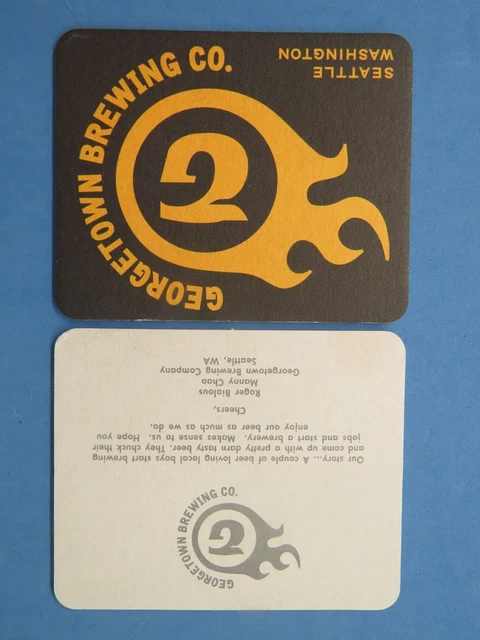 GEORGETOWN BREWING CO.
SEATTLE
WASHINGTON
GEORGETOWN BREWING CO.
Our story... A couple of beer loving local boys start brewing
and come up with a pretty darn tasty beer. They chuck their
jobs and start a brewery. Makes sense to us. Hope you
enjoy our beer as much as we do.
Cheers,
Roger Bialous
Manny Chao
Georgetown Brewing Company
Seattle, WA